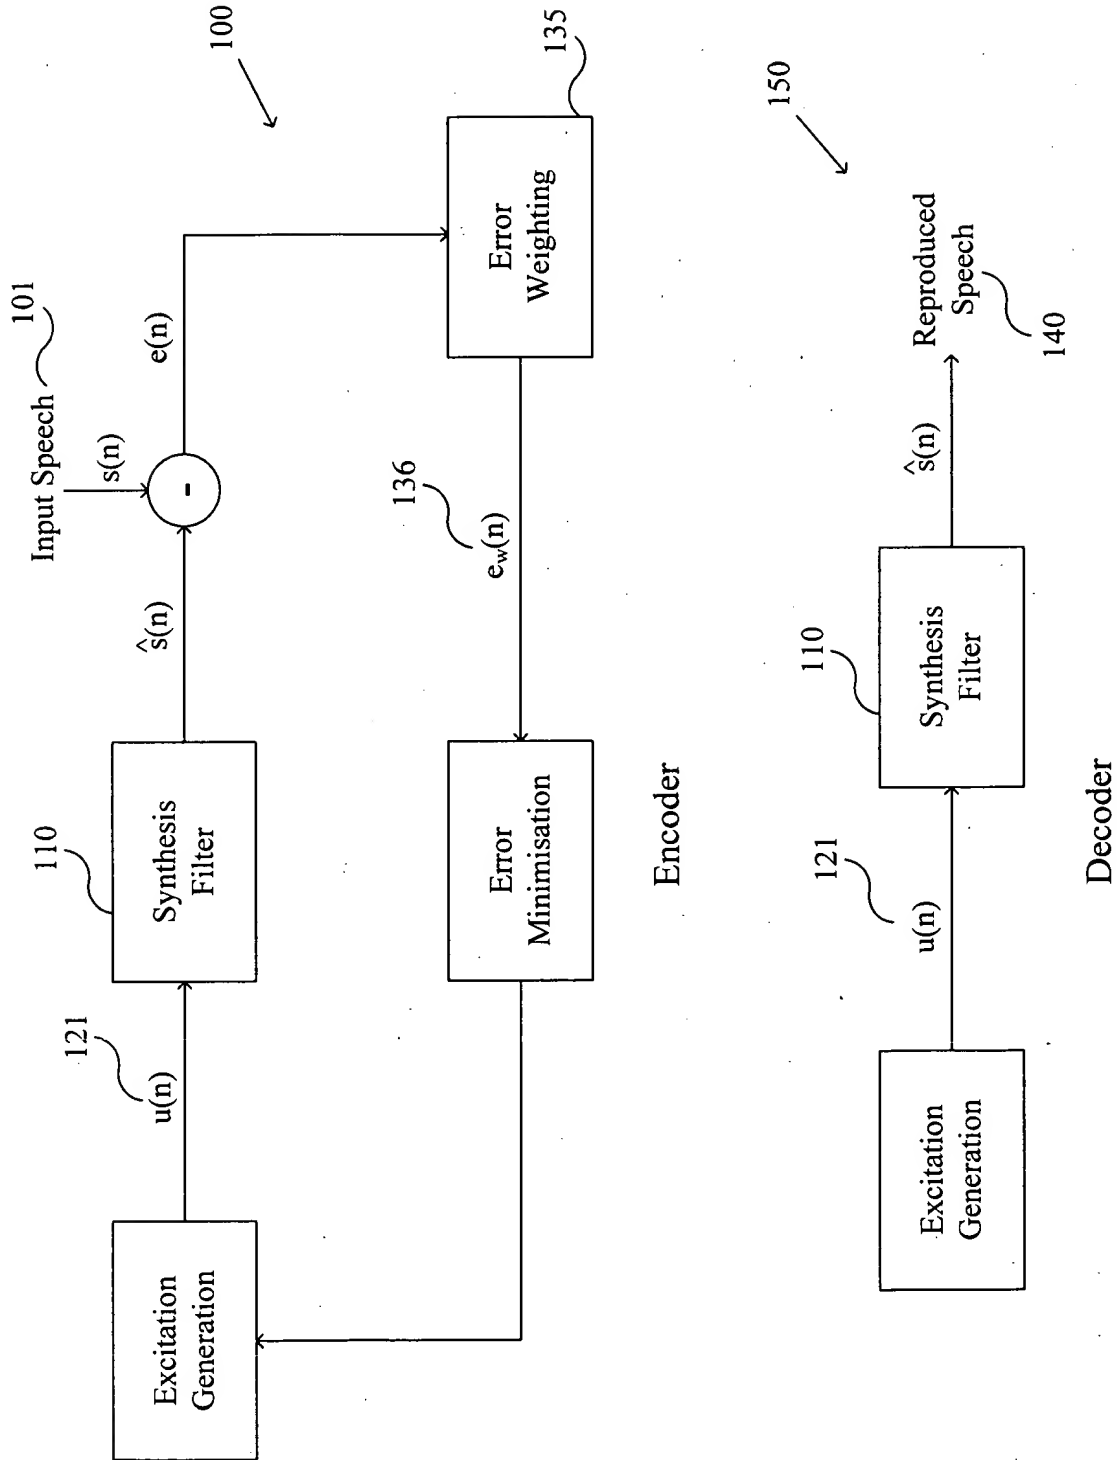 100
Input Speech 101
s(n)
110
121
u(n)
ŝ(n)
e(n)
-
Excitation
Generation
Synthesis
Filter
136
e_w(n)
135
Error
Minimisation
Error
Weighting
Encoder
150
110
121
u(n)
ŝ(n)
Reproduced
Speech
140
Excitation
Generation
Synthesis
Filter
Decoder